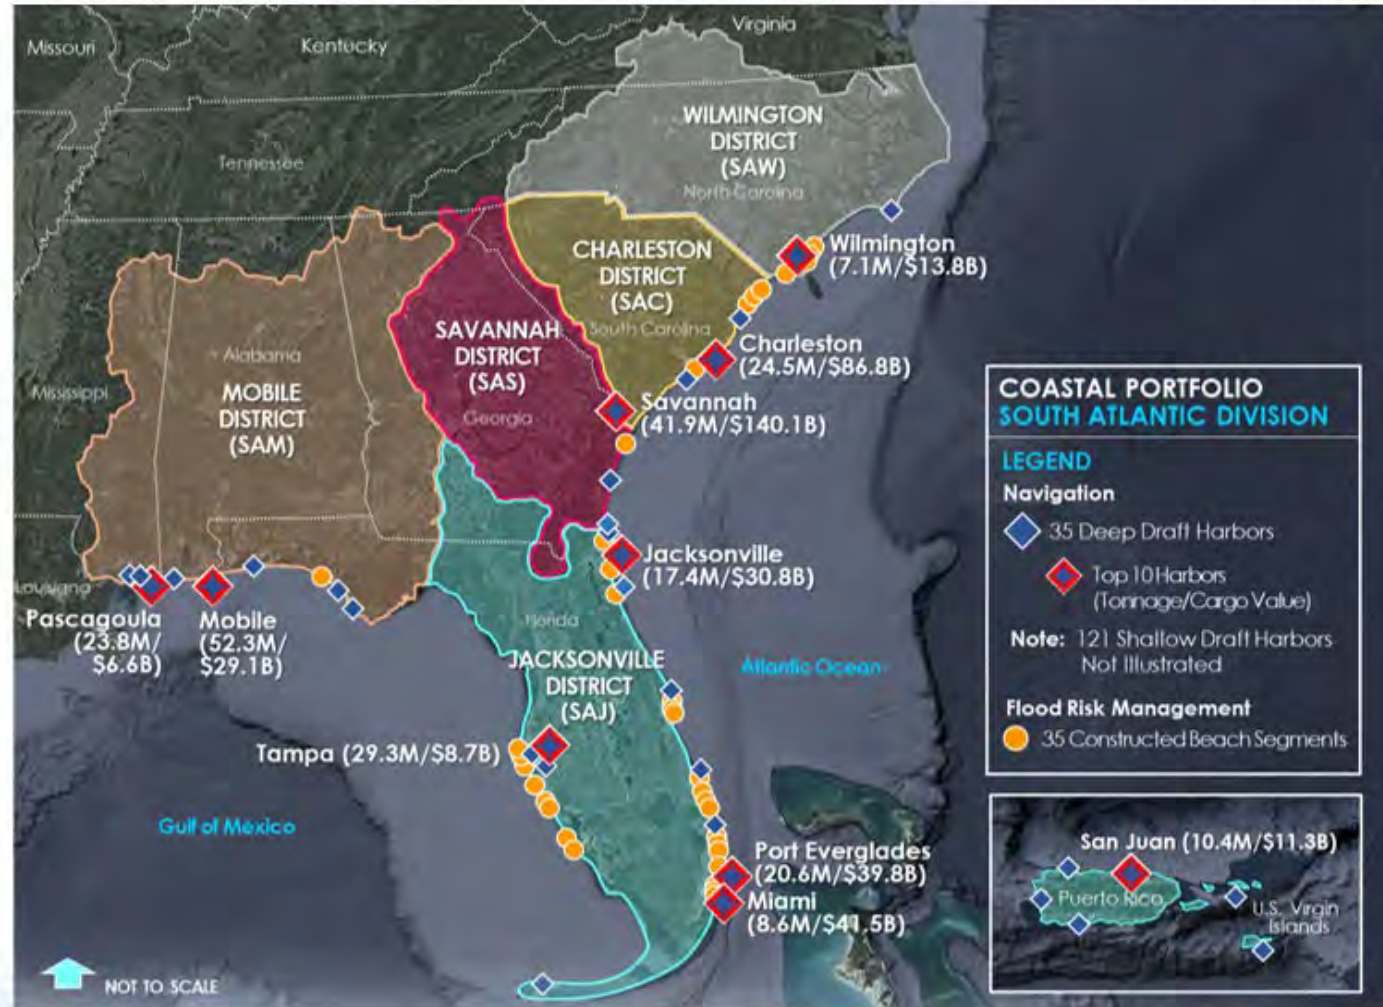 Missouri
Kentucky
Virginia
Tennessee
WILMINGTON
DISTRICT
(SAW)
North Carolina
CHARLESTON
DISTRICT
(SAC)
South Carolina
Wilmington
(7.1M/$13.8B)
SAVANNAH
DISTRICT
(SAS)
Georgia
Charleston
(24.5M/$86.8B)
Savannah
(41.9M/$140.1B)
Alabama
Mississippi
MOBILE
DISTRICT
(SAM)
Louisiana
Pascagoula
(23.8M/
$6.6B)
Mobile
(52.3M/
$29.1B)
Jacksonville
(17.4M/$30.8B)
Florida
JACKSONVILLE
DISTRICT
(SAJ)
Atlantic Ocean
Tampa (29.3M/$8.7B)
Gulf of Mexico
Port Everglades
(20.6M/$39.8B)
Miami
(8.6M/$41.5B)
NOT TO SCALE
COASTAL PORTFOLIO
SOUTH ATLANTIC DIVISION
LEGEND
Navigation
35 Deep Draft Harbors
Top 10 Harbors
(Tonnage/Cargo Value)
Note: 121 Shallow Draft Harbors
Not Illustrated
Flood Risk Management
35 Constructed Beach Segments
San Juan (10.4M/$11.3B)
Puerto Rico
U.S. Virgin
Islands